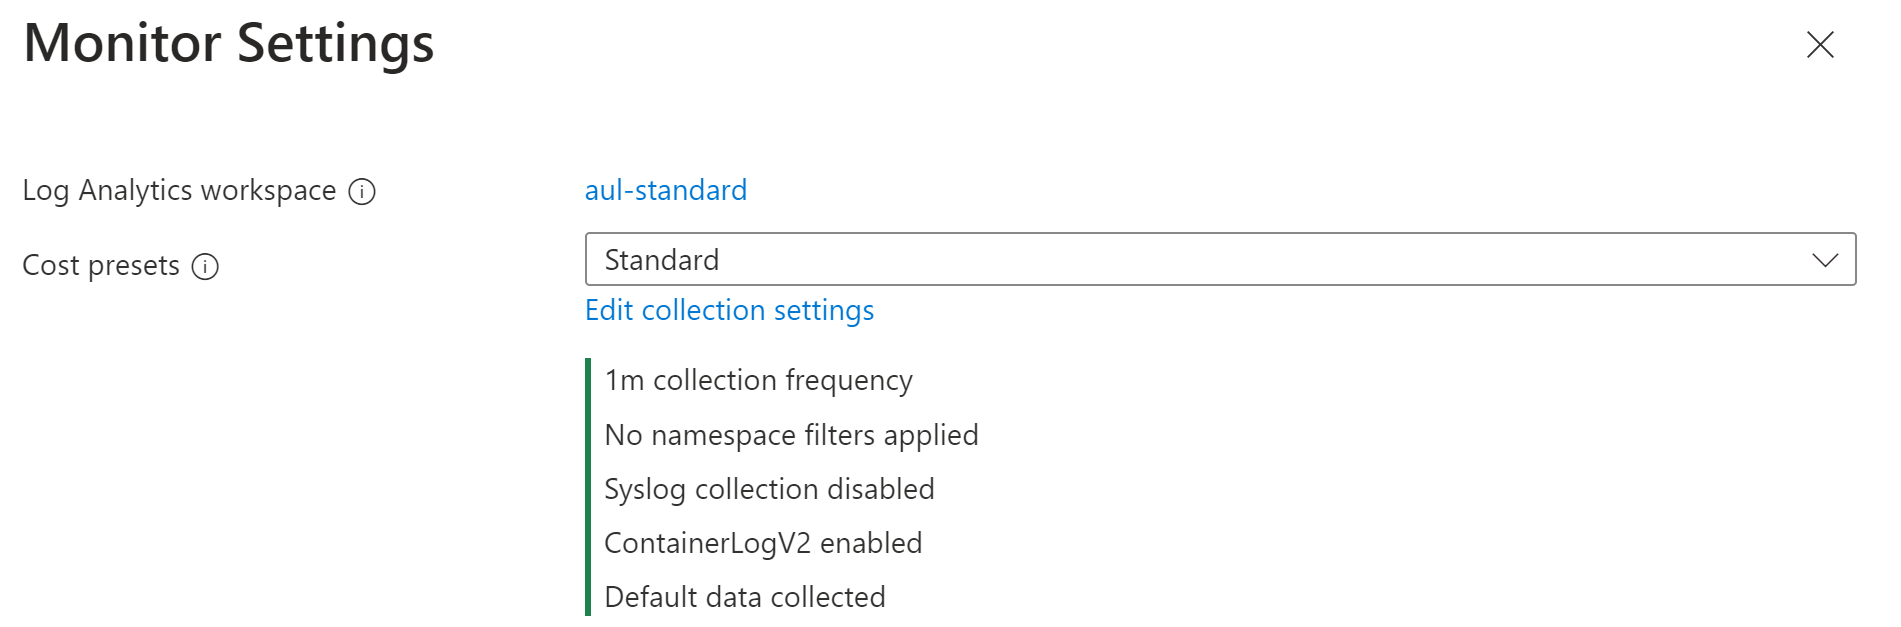 Monitor Settings
Log Analytics workspace
aul-standard
Cost presets
Standard
Edit collection settings
1m collection frequency
No namespace filters applied
Syslog collection disabled
ContainerLogV2 enabled
Default data collected